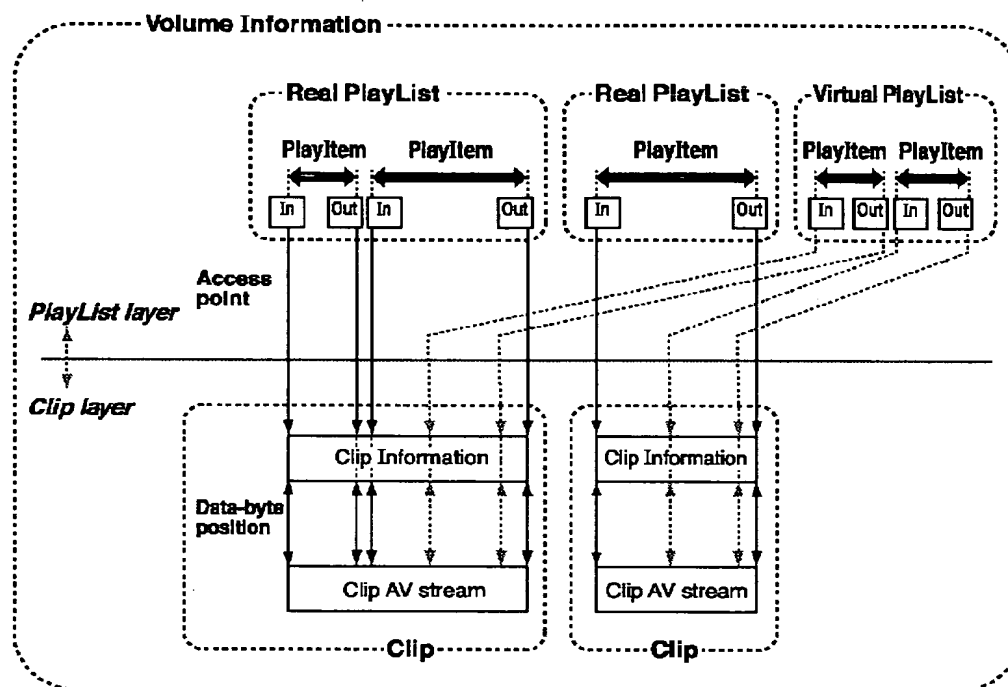 Volume Information
Real PlayList
Real PlayList
Virtual PlayList
PlayItem
PlayItem
PlayItem
PlayItem
PlayItem
In
Out
In
Out
In
Out
In
Out
In
Out
Access
point
PlayList layer
Clip layer
Clip Information
Clip Information
Data-byte
position
Clip AV stream
Clip AV stream
Clip
Clip